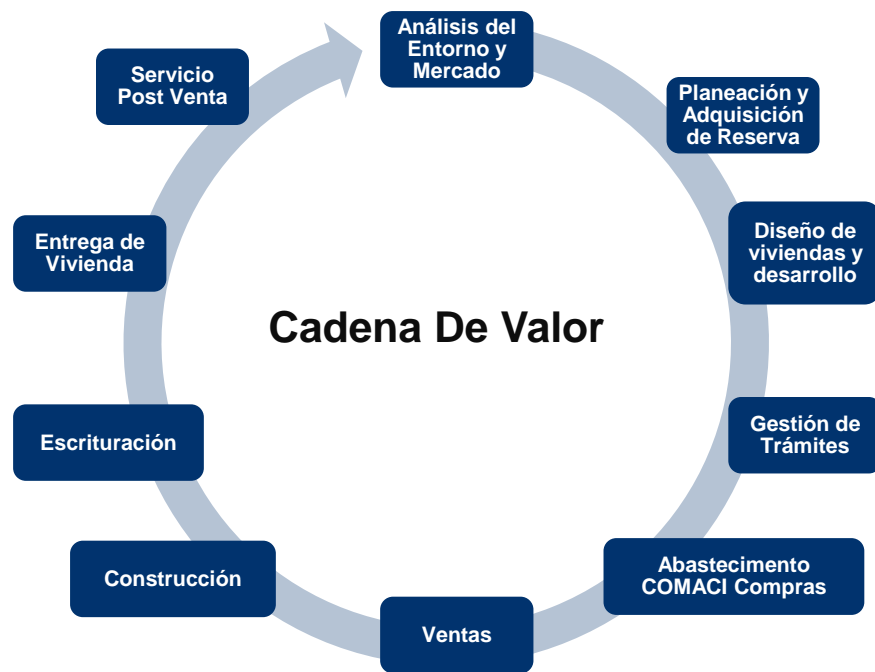 Análisis del
Entorno y
Mercado
Planeación y
Adquisición
de Reserva
Diseño de
viviendas y
desarrollo
Gestión de
Trámites
Abastecimento
COMACI Compras
Ventas
Construcción
Escrituración
Entrega de
Vivienda
Servicio
Post Venta
Cadena De Valor